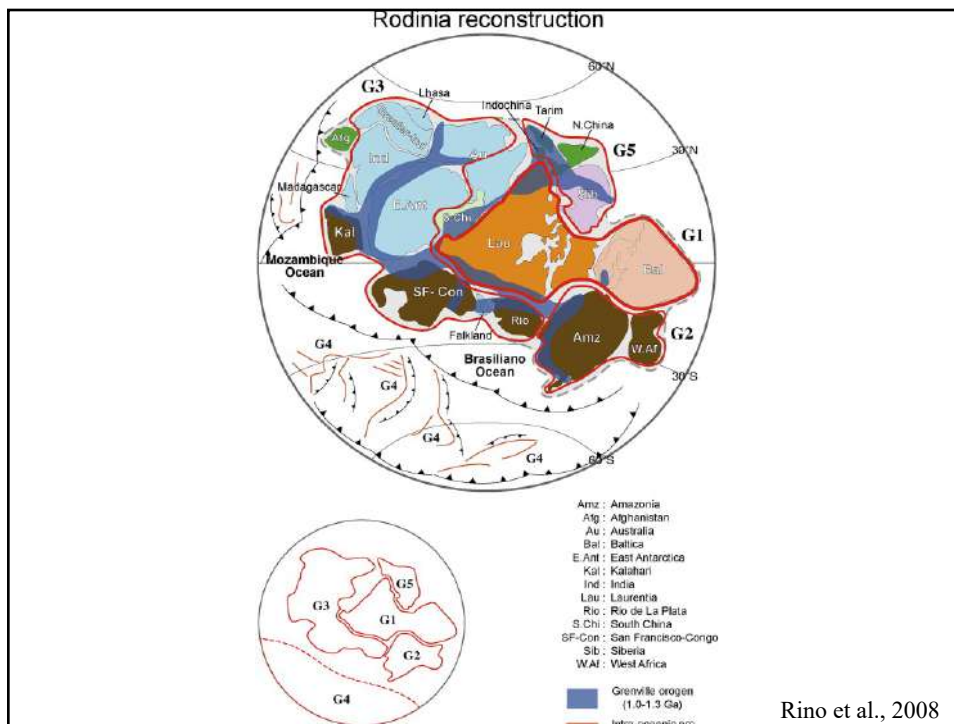 Rodinia reconstruction
60°N
G3
Lhasa
Indochina
Tarim
N.China
G5
30°N
Afg
Ind
Au
Madagascar
E.Ant
S.Chi
Sib
Kal
Lau
G1
Bal
Mozambique
Ocean
SF- Con
Rio
Falkland
Amz
W.Af
G2
G4
Brasiliano
Ocean
30°S
G4
G4
G4
60°S
Amz : Amazonia
Afg : Afghanistan
Au : Australia
Bal : Baltica
E.Ant : East Antarctica
Kal : Kalahari
Ind : India
Lau : Laurentia
Rio : Rio de La Plata
S.Chi : South China
SF-Con : San Francisco-Congo
Sib : Siberia
W.Af : West Africa
G5
G3
G1
G2
G4
Grenville orogen
(1.0-1.3 Ga)
Rino et al., 2008